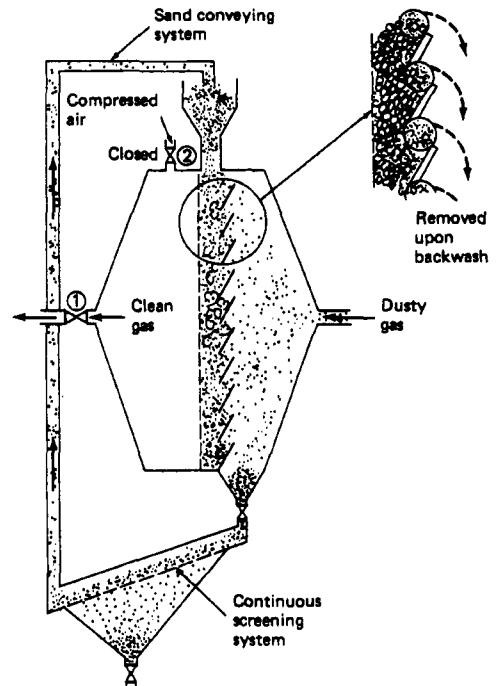 Sand conveying
system
Compressed
air
Closed
②
Removed
upon
backwash
①
Clean
gas
Dusty
gas
Continuous
screening
system